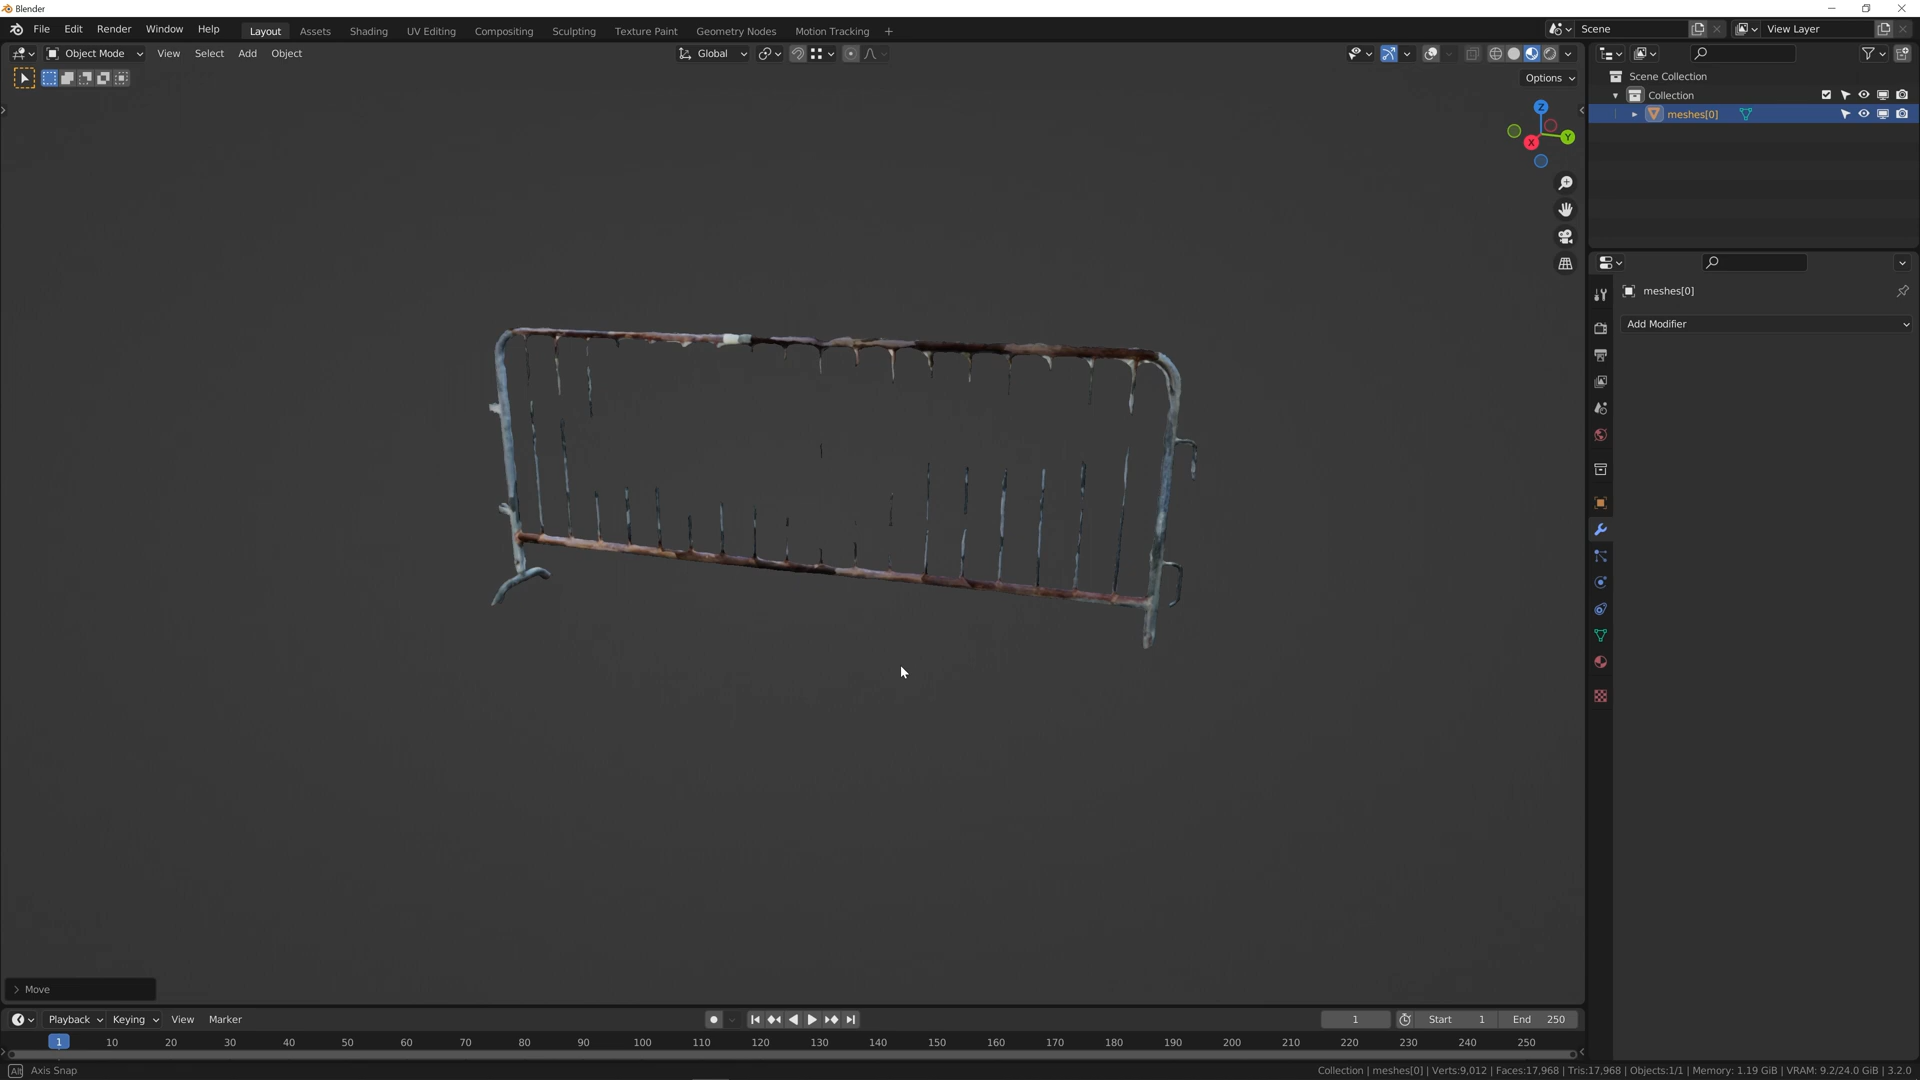 Blender
File Edit Render Window Help Layout Assets Shading UV Editing Compositing Sculpting Texture Paint Geometry Nodes Motion Tracking + Scene View Layer
Object Mode View Select Add Object Global
Options
Scene Collection
Collection
meshes[0]
Z
Y
X
meshes[0]
Add Modifier
Move
Playback Keying View Marker 1 Start 1 End 250
1 10 20 30 40 50 60 70 80 90 100 110 120 130 140 150 160 170 180 190 200 210 220 230 240 250
Alt Axis Snap Collection | meshes[0] | Verts:9,012 | Faces:17,968 | Tris:17,968 | Objects:1/1 | Memory: 1.19 GiB | VRAM: 9.2/24.0 GiB | 3.2.0